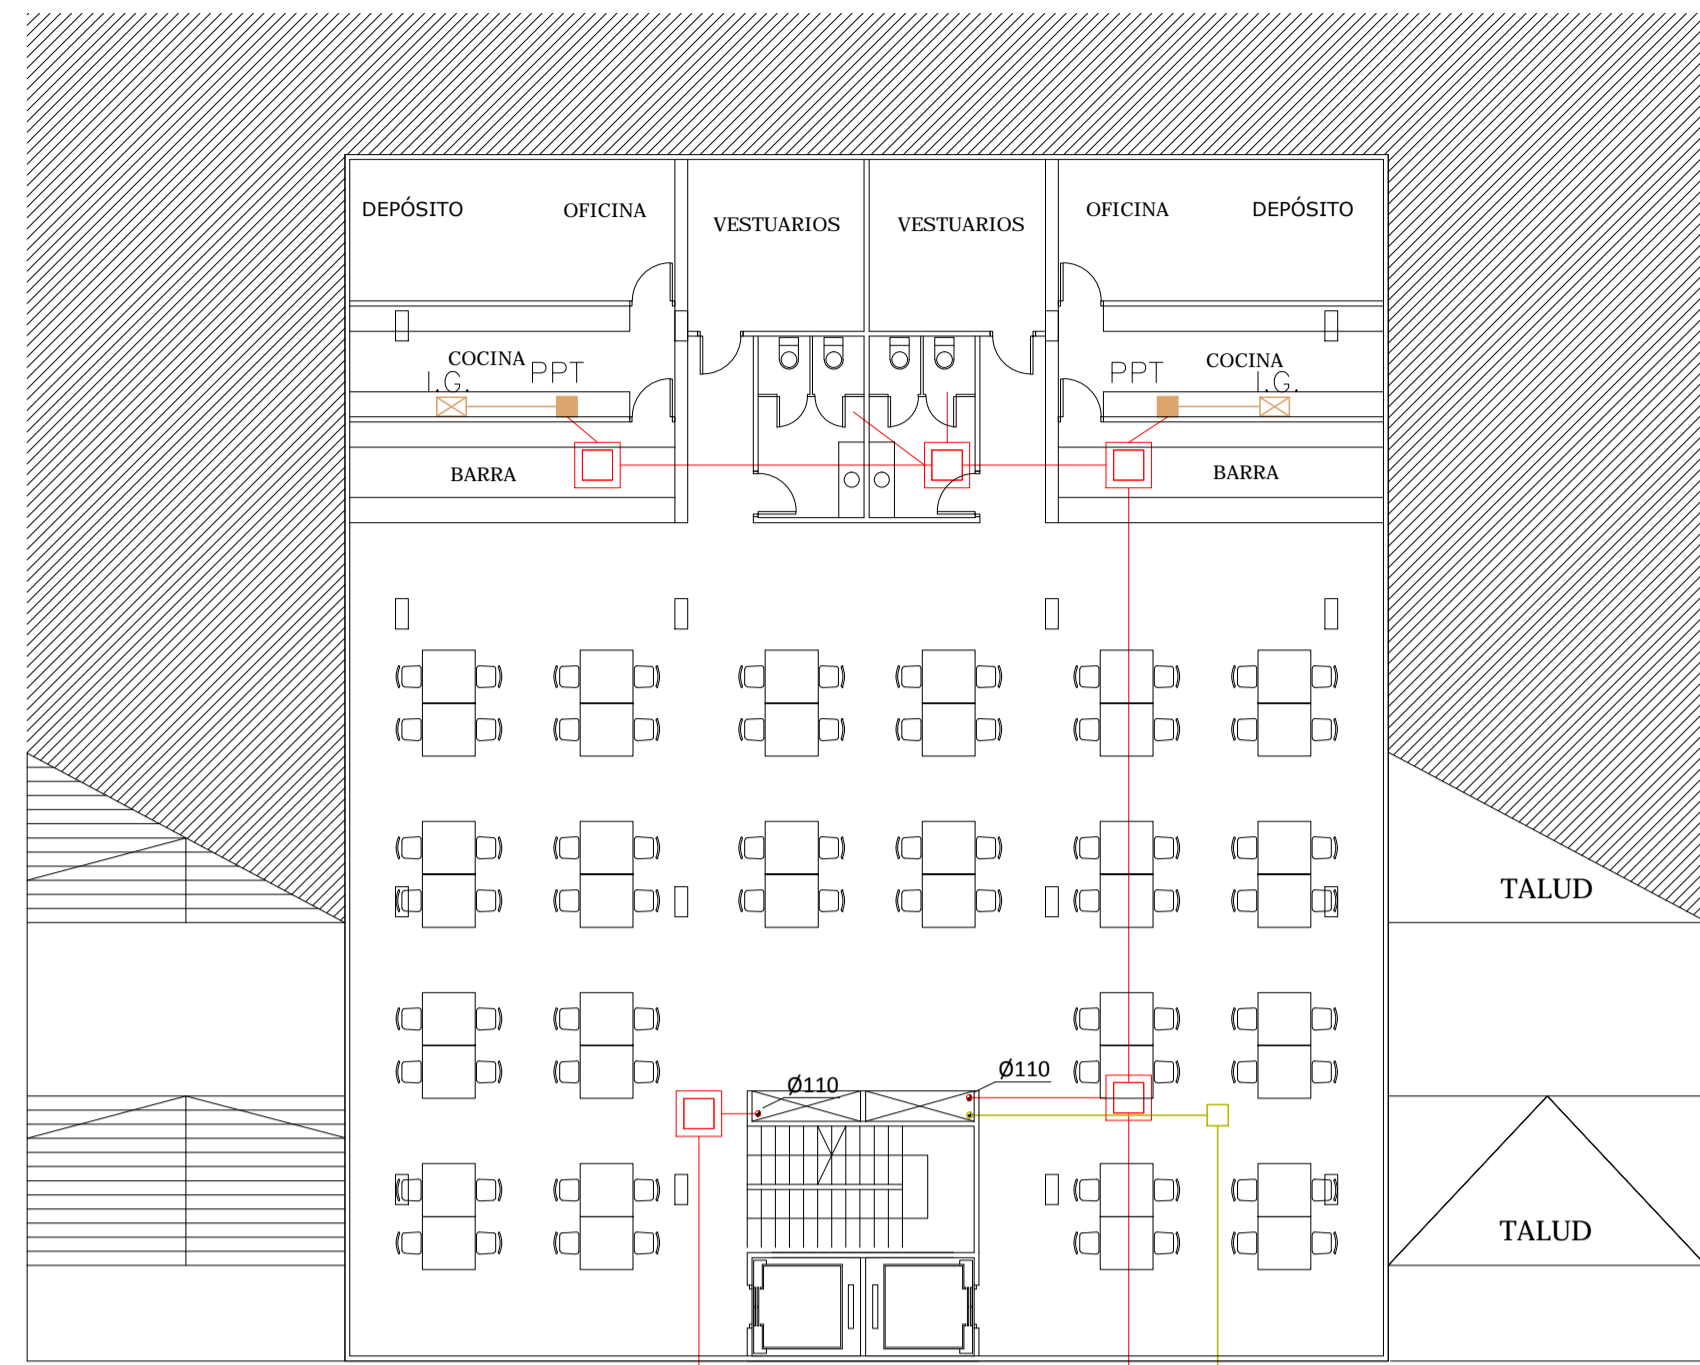 DEPÓSITO
OFICINA
VESTUARIOS
VESTUARIOS
OFICINA
DEPÓSITO
COCINA
PPT
I.G.
PPT
COCINA
I.G.
BARRA
BARRA
TALUD
Ø110
Ø110
TALUD